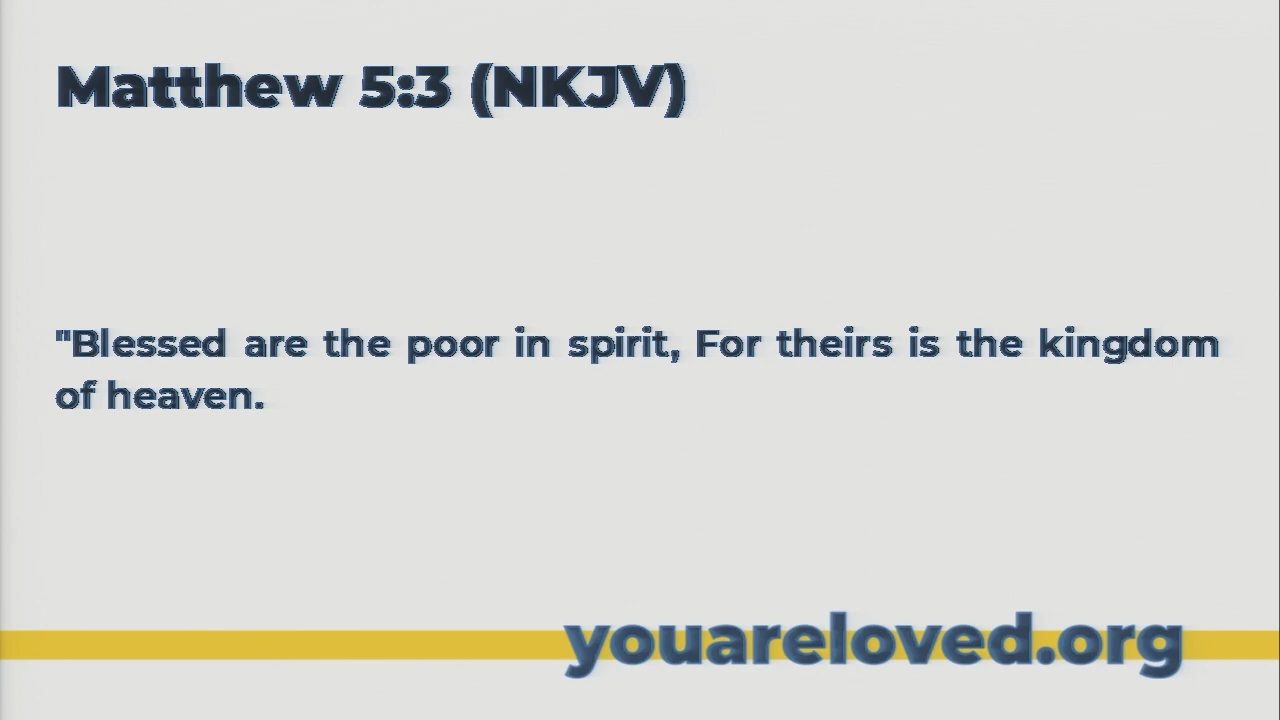 Matthew 5:3 (NKJV)
"Blessed are the poor in spirit, For theirs is the kingdom
of heaven.
youareloved.org